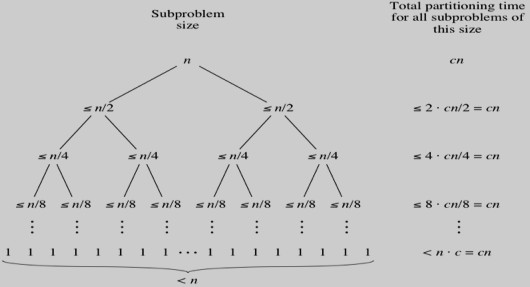 Subproblem
size
Total partitioning time
for all subproblems of
this size
n
cn
≤ n/2 ≤ n/2
≤ 2 · cn/2 = cn
≤ n/4 ≤ n/4 ≤ n/4 ≤ n/4
≤ 4 · cn/4 = cn
≤ n/8 ≤ n/8 ≤ n/8 ≤ n/8 ≤ n/8 ≤ n/8 ≤ n/8 ≤ n/8
≤ 8 · cn/8 = cn
⋮ ⋮ ⋮ ⋮ ⋮ ⋮ ⋮ ⋮
⋮
1 1 1 1 1 1 1 1 ··· 1 1 1 1 1 1 1 1
< n · c = cn
< n